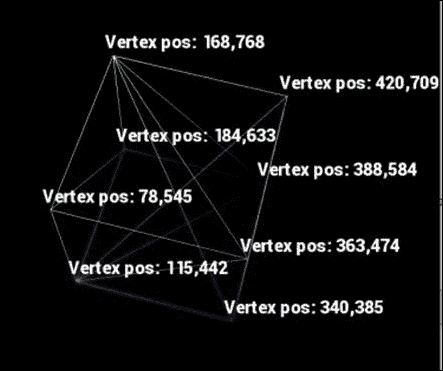 Vertex pos: 168,768
Vertex pos: 420,709
Vertex pos: 184,633
Vertex pos: 388,584
Vertex pos: 78,545
Vertex pos: 363,474
Vertex pos: 115,442
Vertex pos: 340,385